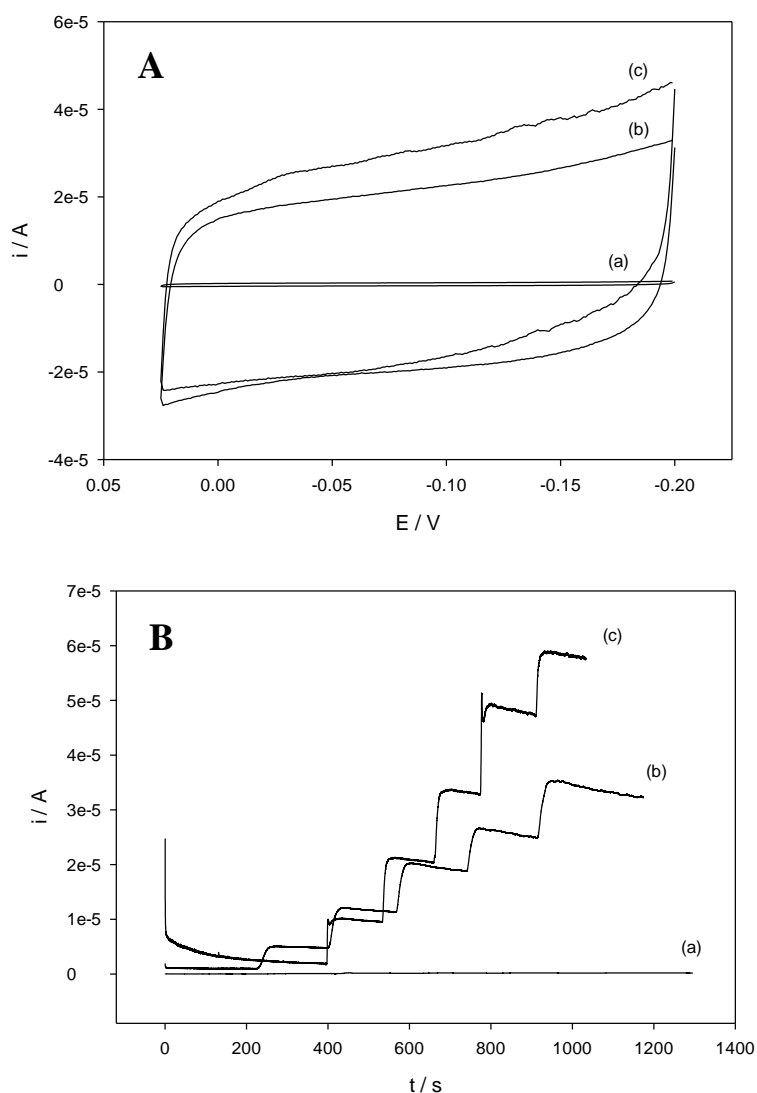 6e-5
A
(c)
4e-5
(b)
2e-5
i / A
(a)
0
-2e-5
-4e-5
0.05 0.00 -0.05 -0.10 -0.15 -0.20
E / V
7e-5
B
(c)
6e-5
5e-5
(b)
4e-5
i / A
3e-5
2e-5
1e-5
(a)
0
0 200 400 600 800 1000 1200 1400
t / s